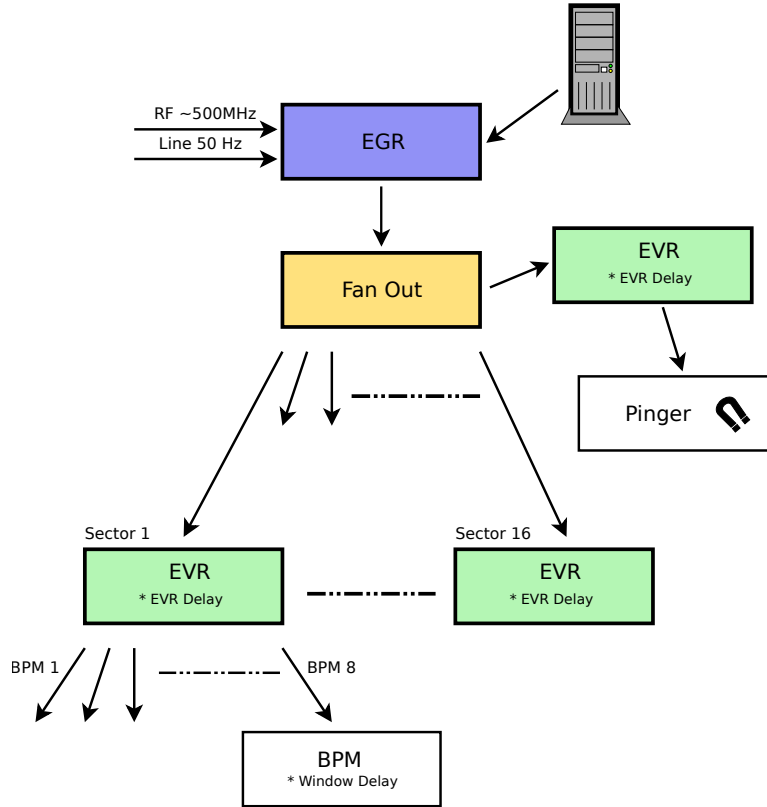 RF ~500MHz
Line 50 Hz
EGR
Fan Out
EVR
* EVR Delay
Pinger
Sector 1
Sector 16
EVR
* EVR Delay
EVR
* EVR Delay
BPM 1
BPM 8
BPM
* Window Delay